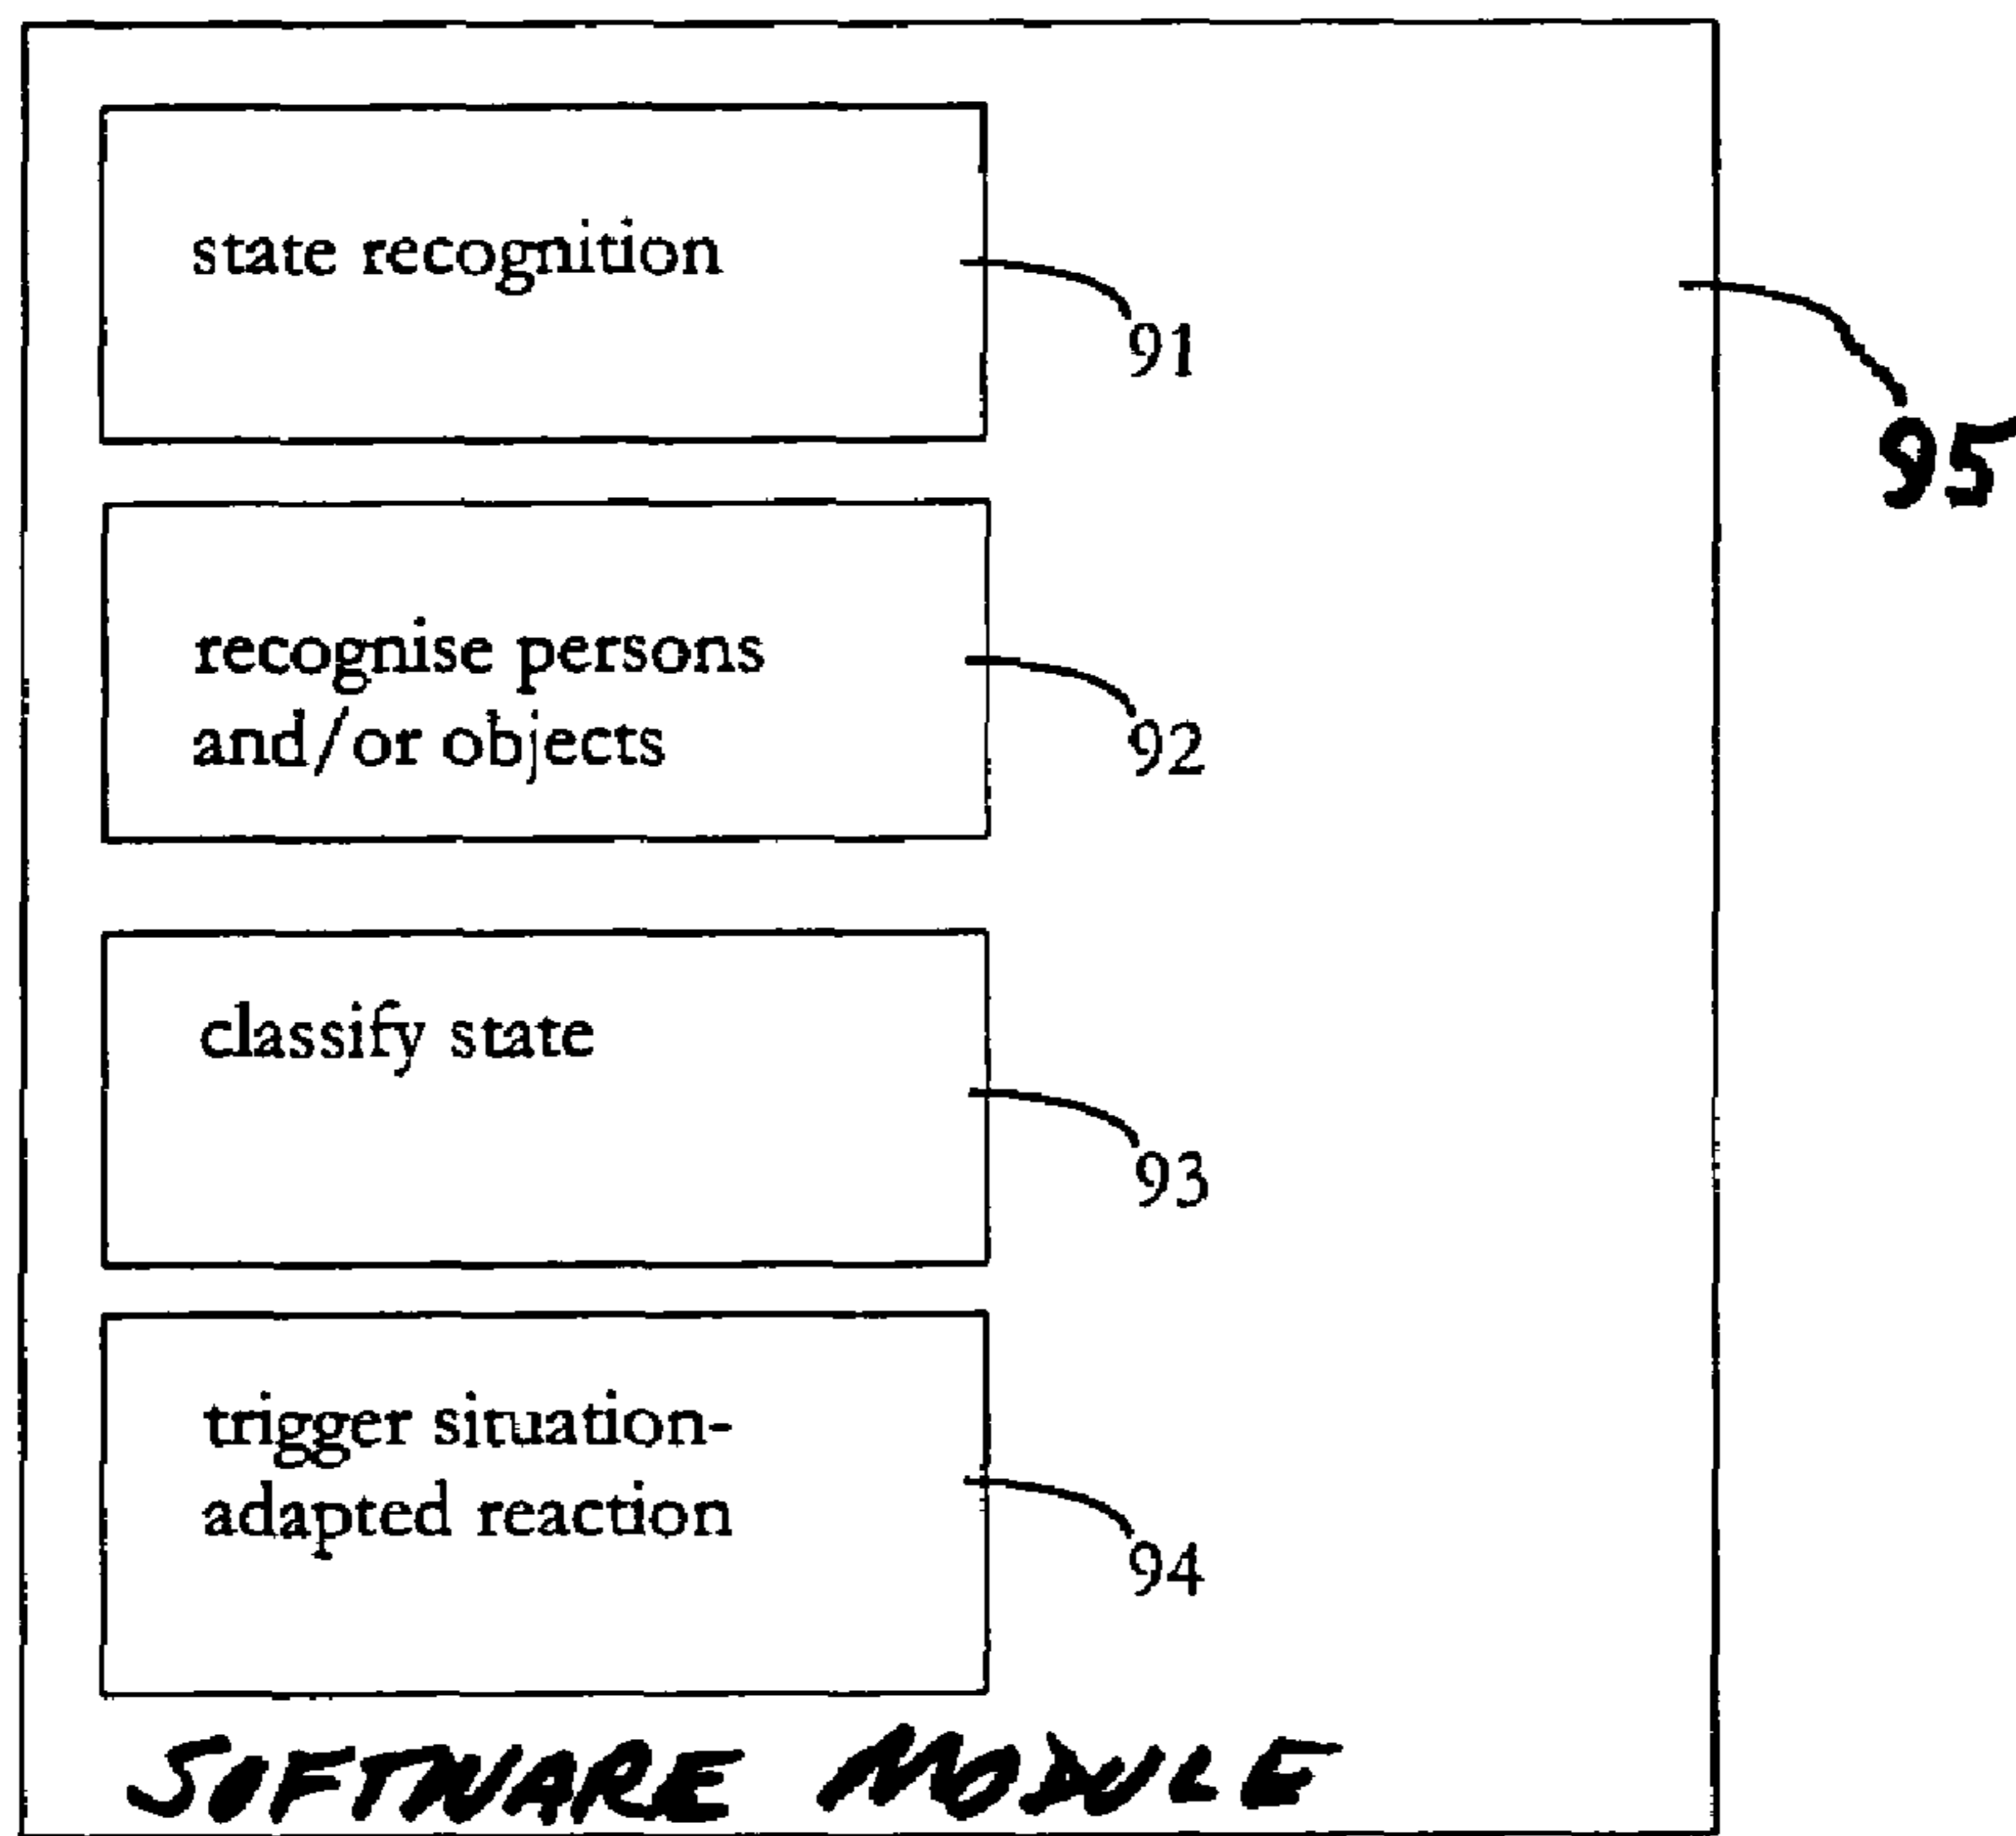 state recognition
91
95
recognise persons
and/or objects
92
classify state
93
trigger situation-
adapted reaction
94
SOFTWARE MODULE